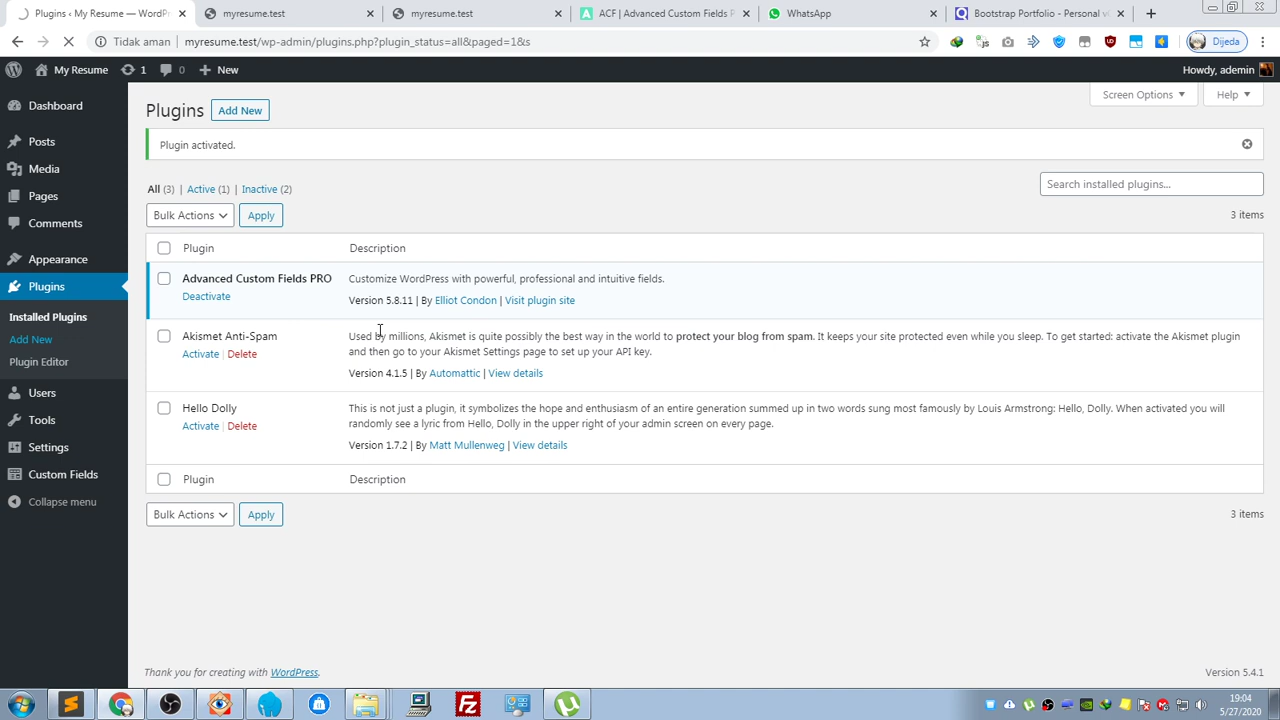 Plugins ‹ My Resume — WordPr
myresume.test
myresume.test
ACF | Advanced Custom Fields P
WhatsApp
Bootstrap Portfolio - Personal v
Tidak aman
myresume.test/wp-admin/plugins.php?plugin_status=all&paged=1&s
Dijeda
My Resume
1
0
New
Howdy, ademin
Dashboard
Posts
Media
Pages
Comments
Appearance
Plugins
Installed Plugins
Add New
Plugin Editor
Users
Tools
Settings
Custom Fields
Collapse menu
Screen Options
Help
Plugins
Add New
Plugin activated.
All (3) | Active (1) | Inactive (2)
Search installed plugins...
Bulk Actions
Apply
3 items
Plugin
Description
Advanced Custom Fields PRO
Deactivate
Customize WordPress with powerful, professional and intuitive fields.
Version 5.8.11 | By Elliot Condon | Visit plugin site
Akismet Anti-Spam
Activate | Delete
Used by millions, Akismet is quite possibly the best way in the world to protect your blog from spam. It keeps your site protected even while you sleep. To get started: activate the Akismet plugin
and then go to your Akismet Settings page to set up your API key.
Version 4.1.5 | By Automattic | View details
Hello Dolly
Activate | Delete
This is not just a plugin, it symbolizes the hope and enthusiasm of an entire generation summed up in two words sung most famously by Louis Armstrong: Hello, Dolly. When activated you will
randomly see a lyric from Hello, Dolly in the upper right of your admin screen on every page.
Version 1.7.2 | By Matt Mullenweg | View details
Plugin
Description
Bulk Actions
Apply
3 items
Thank you for creating with WordPress.
Version 5.4.1
19:04
5/27/2020